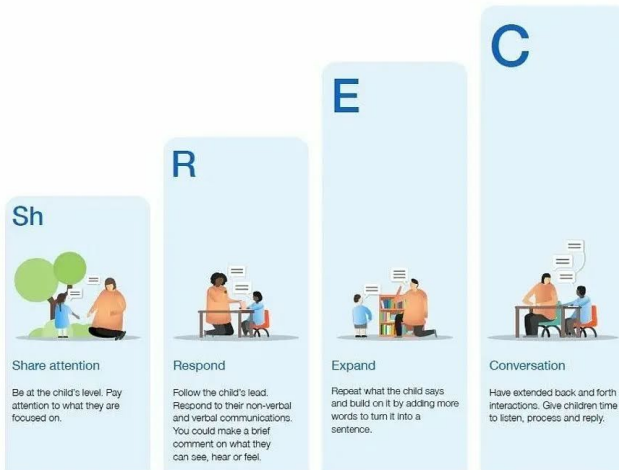 Sh
Share attention
Be at the child's level. Pay
attention to what they are
focused on.
R
Respond
Follow the child's lead.
Respond to their non-verbal
and verbal communications.
You could make a brief
comment on what they
can see, hear or feel.
E
Expand
Repeat what the child says
and build on it by adding more
words to turn it into a
sentence.
C
Conversation
Have extended back and forth
interactions. Give children time
to listen, process and reply.